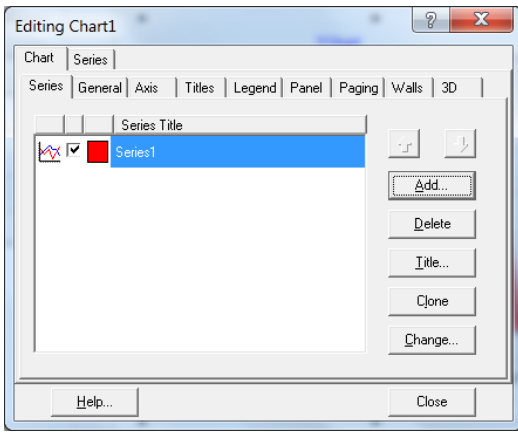 Editing Chart1
?
X
Chart Series
Series General Axis Titles Legend Panel Paging Walls 3D
Series Title
Series1
Add...
Delete
Title...
Clone
Change...
Help... Close